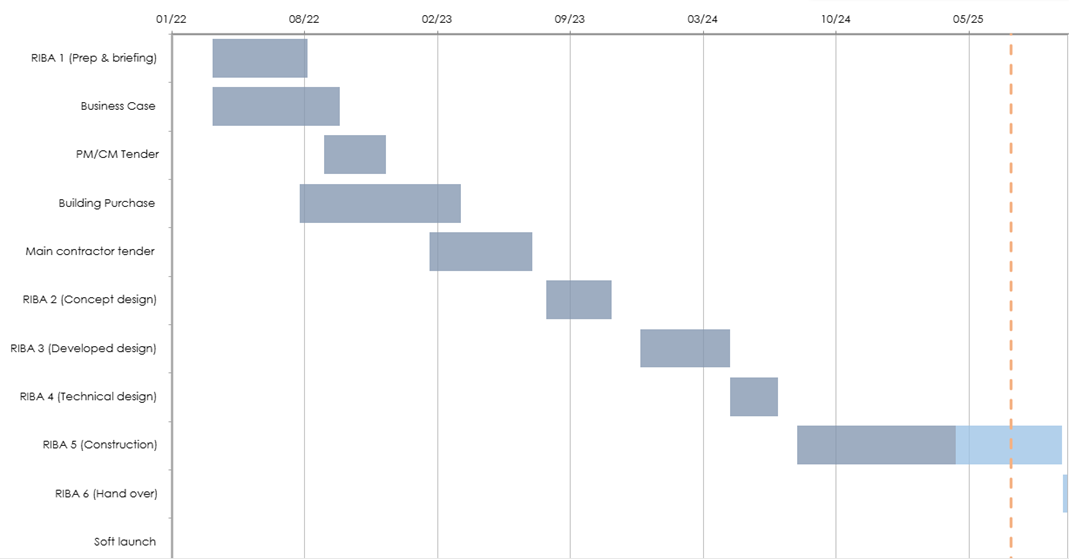 01/22 08/22 02/23 09/23 03/24 10/24 05/25
RIBA 1 (Prep & briefing)
Business Case
PM/CM Tender
Building Purchase
Main contractor tender
RIBA 2 (Concept design)
RIBA 3 (Developed design)
RIBA 4 (Technical design)
RIBA 5 (Construction)
RIBA 6 (Hand over)
Soft launch